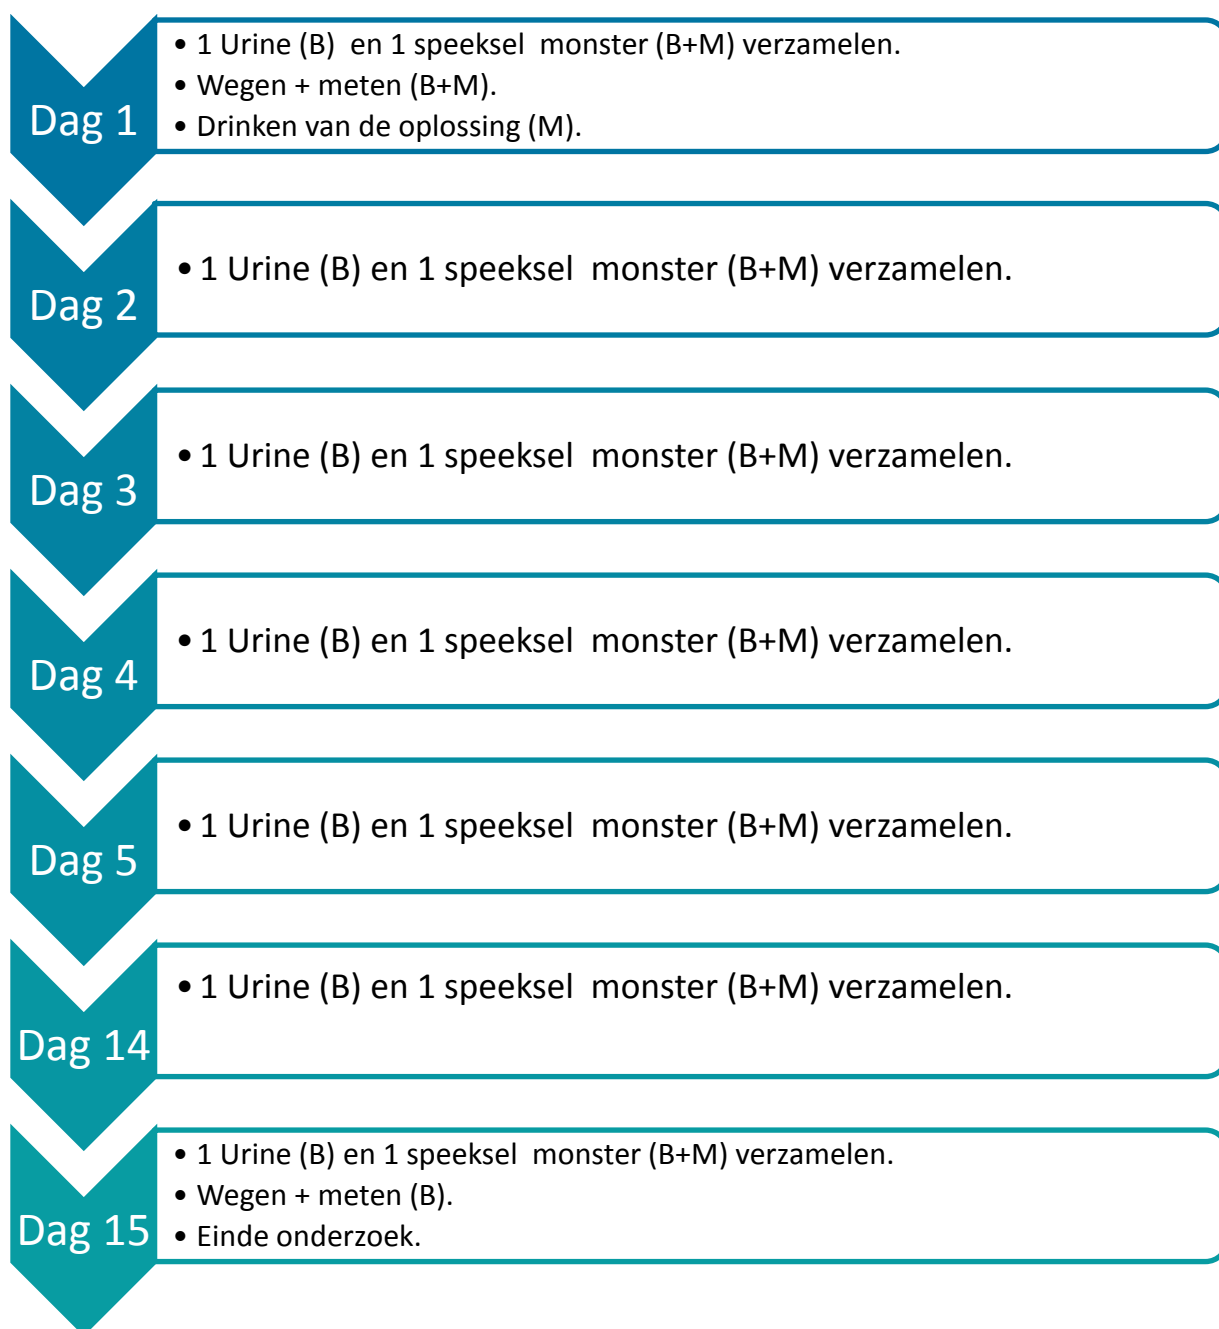 Dag 1
• 1 Urine (B)  en 1 speeksel  monster (B+M) verzamelen.
• Wegen + meten (B+M).
• Drinken van de oplossing (M).
Dag 2
• 1 Urine (B) en 1 speeksel  monster (B+M) verzamelen.
Dag 3
• 1 Urine (B) en 1 speeksel  monster (B+M) verzamelen.
Dag 4
• 1 Urine (B) en 1 speeksel  monster (B+M) verzamelen.
Dag 5
• 1 Urine (B) en 1 speeksel  monster (B+M) verzamelen.
Dag 14
• 1 Urine (B) en 1 speeksel  monster (B+M) verzamelen.
Dag 15
• 1 Urine (B) en 1 speeksel  monster (B+M) verzamelen.
• Wegen + meten (B).
• Einde onderzoek.